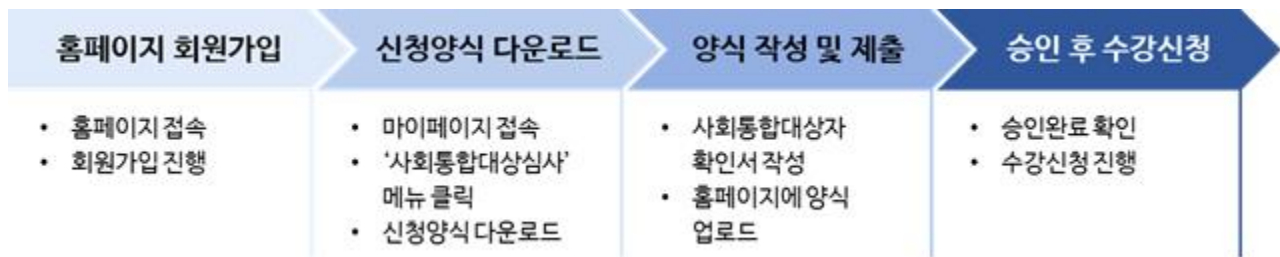 홈페이지 회원가입
신청양식 다운로드
양식 작성 및 제출
승인 후 수강신청
• 홈페이지 접속
• 회원가입 진행
• 마이페이지 접속
• ‘사회통합대상심사’
메뉴 클릭
• 신청양식 다운로드
• 사회통합대상자
확인서 작성
• 홈페이지에 양식
업로드
• 승인완료 확인
• 수강신청 진행